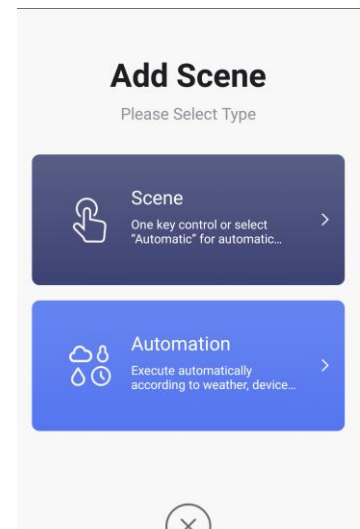 Add Scene
Please Select Type
Scene
One key control or select
"Automatic" for automatic...
Automation
Execute automatically
according to weather, device...